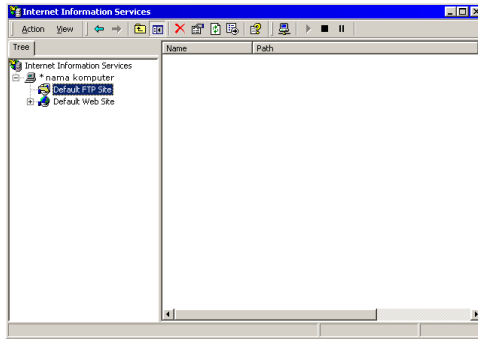 Internet Information Services
Action View
Tree
Name Path
Internet Information Services
* nama komputer
Default FTP Site
Default Web Site